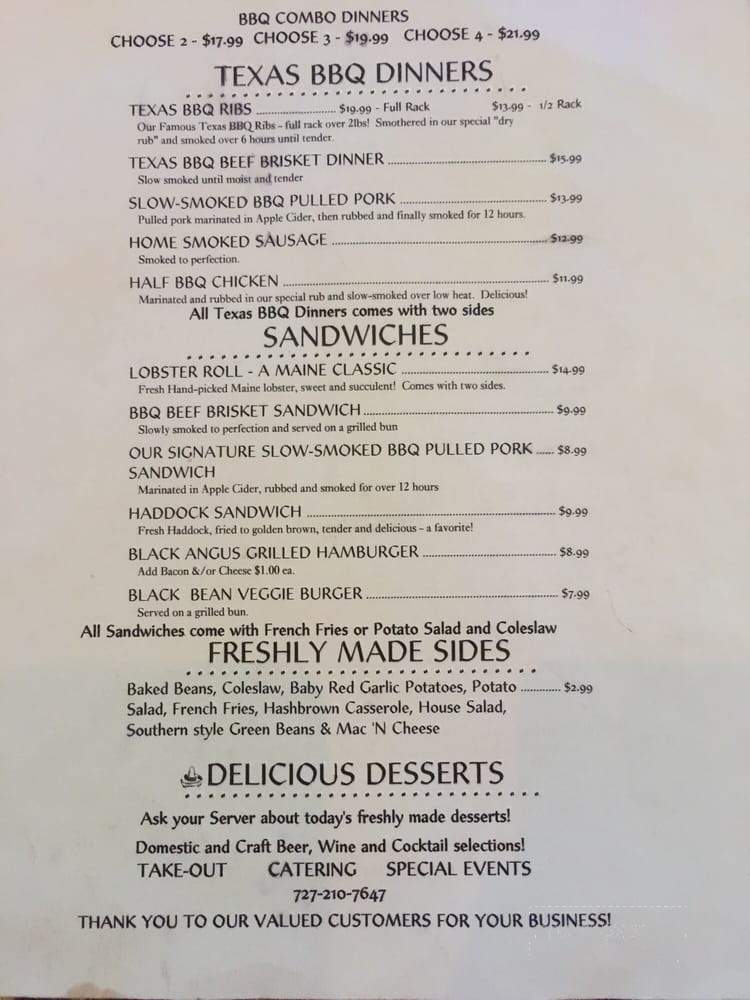 BBQ COMBO DINNERS
CHOOSE 2 - $17.99 CHOOSE 3 - $19.99 CHOOSE 4 - $21.99
TEXAS BBQ DINNERS
TEXAS BBQ RIBS ............................ $19.99 - Full Rack $13.99 - 1/2 Rack
Our Famous Texas BBQ Ribs - full rack over 2lbs! Smothered in our special "dry
rub" and smoked over 6 hours until tender.
TEXAS BBQ BEEF BRISKET DINNER ........................ $15.99
Slow smoked until moist and tender
SLOW-SMOKED BBQ PULLED PORK ........................ $13.99
Pulled pork marinated in Apple Cider, then rubbed and finally smoked for 12 hours.
HOME SMOKED SAUSAGE ........................ $12.99
Smoked to perfection.
HALF BBQ CHICKEN ........................ $11.99
Marinated and rubbed in our special rub and slow-smoked over low heat. Delicious!
All Texas BBQ Dinners comes with two sides
SANDWICHES
LOBSTER ROLL - A MAINE CLASSIC ........................ $14.99
Fresh Hand-picked Maine lobster, sweet and succulent! Comes with two sides.
BBQ BEEF BRISKET SANDWICH ........................ $9.99
Slowly smoked to perfection and served on a grilled bun
OUR SIGNATURE SLOW-SMOKED BBQ PULLED PORK ...... $8.99
SANDWICH
Marinated in Apple Cider, rubbed and smoked for over 12 hours
HADDOCK SANDWICH ........................ $9.99
Fresh Haddock, fried to golden brown, tender and delicious - a favorite!
BLACK ANGUS GRILLED HAMBURGER ........................ $8.99
Add Bacon &/or Cheese $1.00 ea.
BLACK BEAN VEGGIE BURGER ........................ $7.99
Served on a grilled bun.
All Sandwiches come with French Fries or Potato Salad and Coleslaw
FRESHLY MADE SIDES
Baked Beans, Coleslaw, Baby Red Garlic Potatoes, Potato ............ $2.99
Salad, French Fries, Hashbrown Casserole, House Salad,
Southern style Green Beans & Mac 'N Cheese
DELICIOUS DESSERTS
Ask your Server about today's freshly made desserts!
Domestic and Craft Beer, Wine and Cocktail selections!
TAKE-OUT CATERING SPECIAL EVENTS
727-210-7647
THANK YOU TO OUR VALUED CUSTOMERS FOR YOUR BUSINESS!